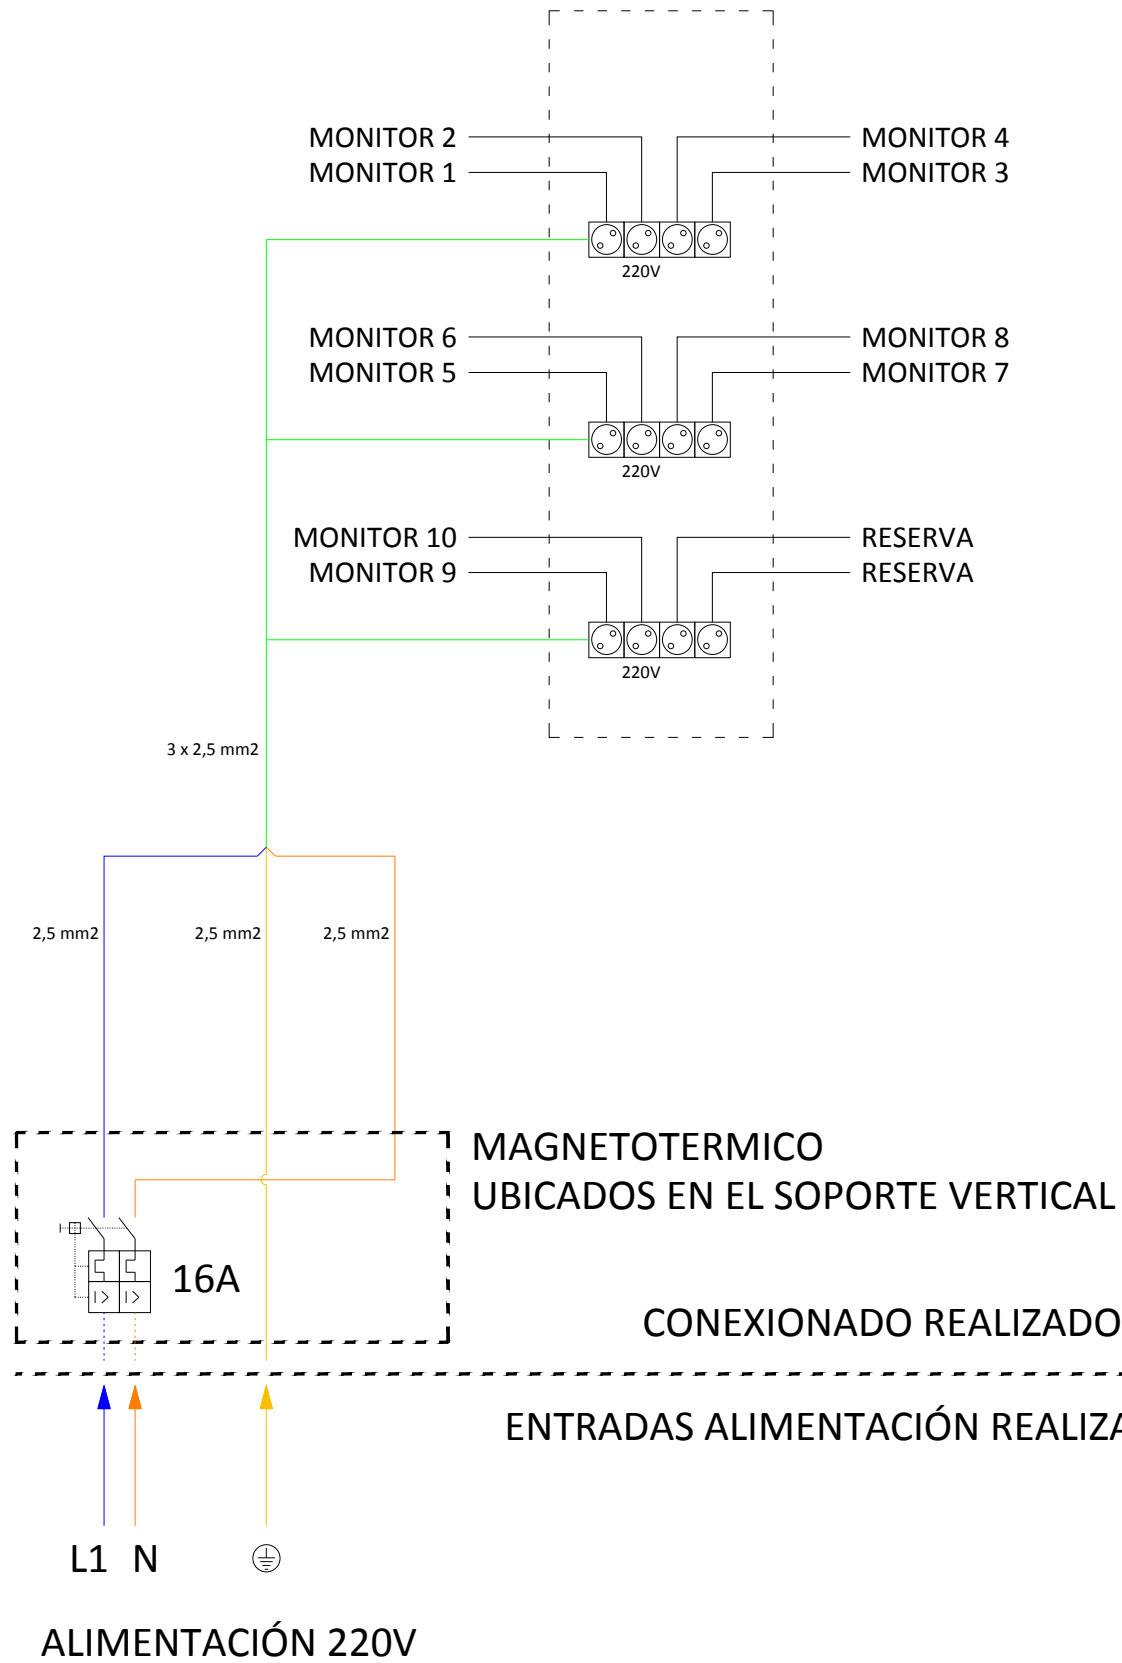 MONITOR 2
MONITOR 4
MONITOR 1
MONITOR 3
220V
MONITOR 6
MONITOR 8
MONITOR 5
MONITOR 7
220V
MONITOR 10
RESERVA
MONITOR 9
RESERVA
220V
3 x 2,5 mm2
2,5 mm2
2,5 mm2
2,5 mm2
MAGNETOTERMICO
UBICADOS EN EL SOPORTE VERTICAL
16A
CONEXIONADO REALIZADO
ENTRADAS ALIMENTACIÓN
L1 N
ALIMENTACIÓN 220V